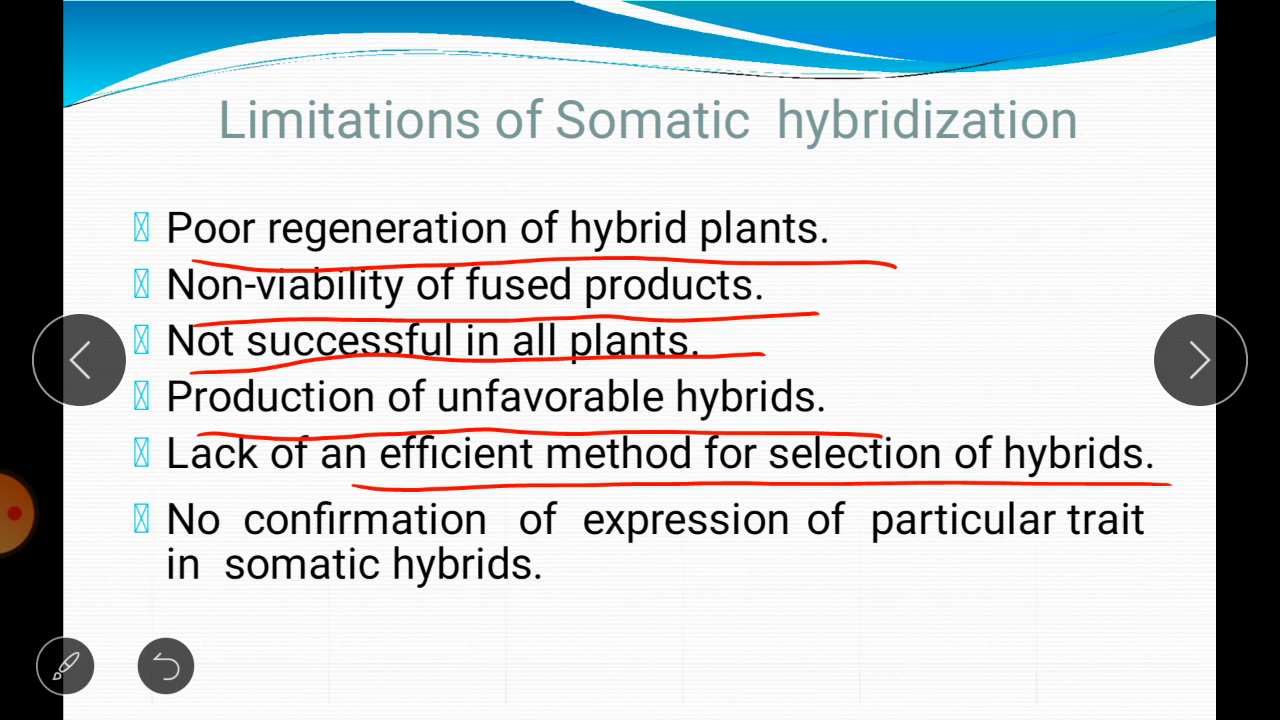 Limitations of Somatic hybridization
Poor regeneration of hybrid plants.
Non-viability of fused products.
Not successful in all plants.
Production of unfavorable hybrids.
Lack of an efficient method for selection of hybrids.
No confirmation of expression of particular trait
in somatic hybrids.